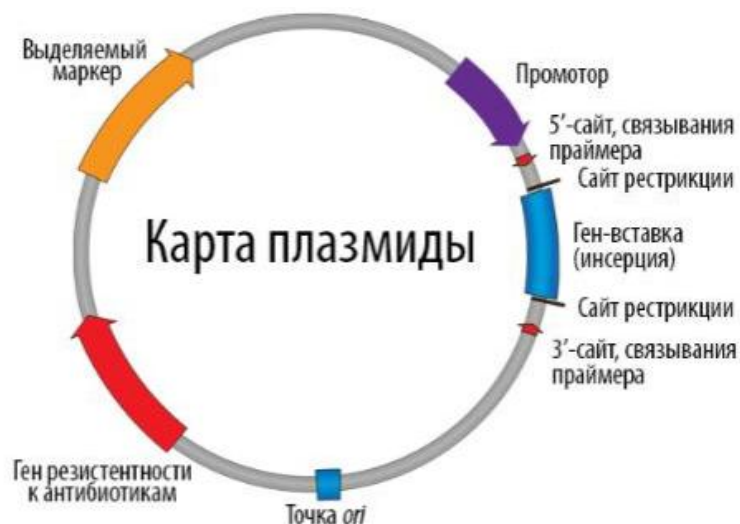 Выделяемый
маркер
Промотор
5’-сайт, связывания
праймера
Сайт рестрикции
Карта плазмиды
Ген-вставка
(инсерция)
Сайт рестрикции
3’-сайт, связывания
праймера
Ген резистентности
к антибиотикам
Точка ori